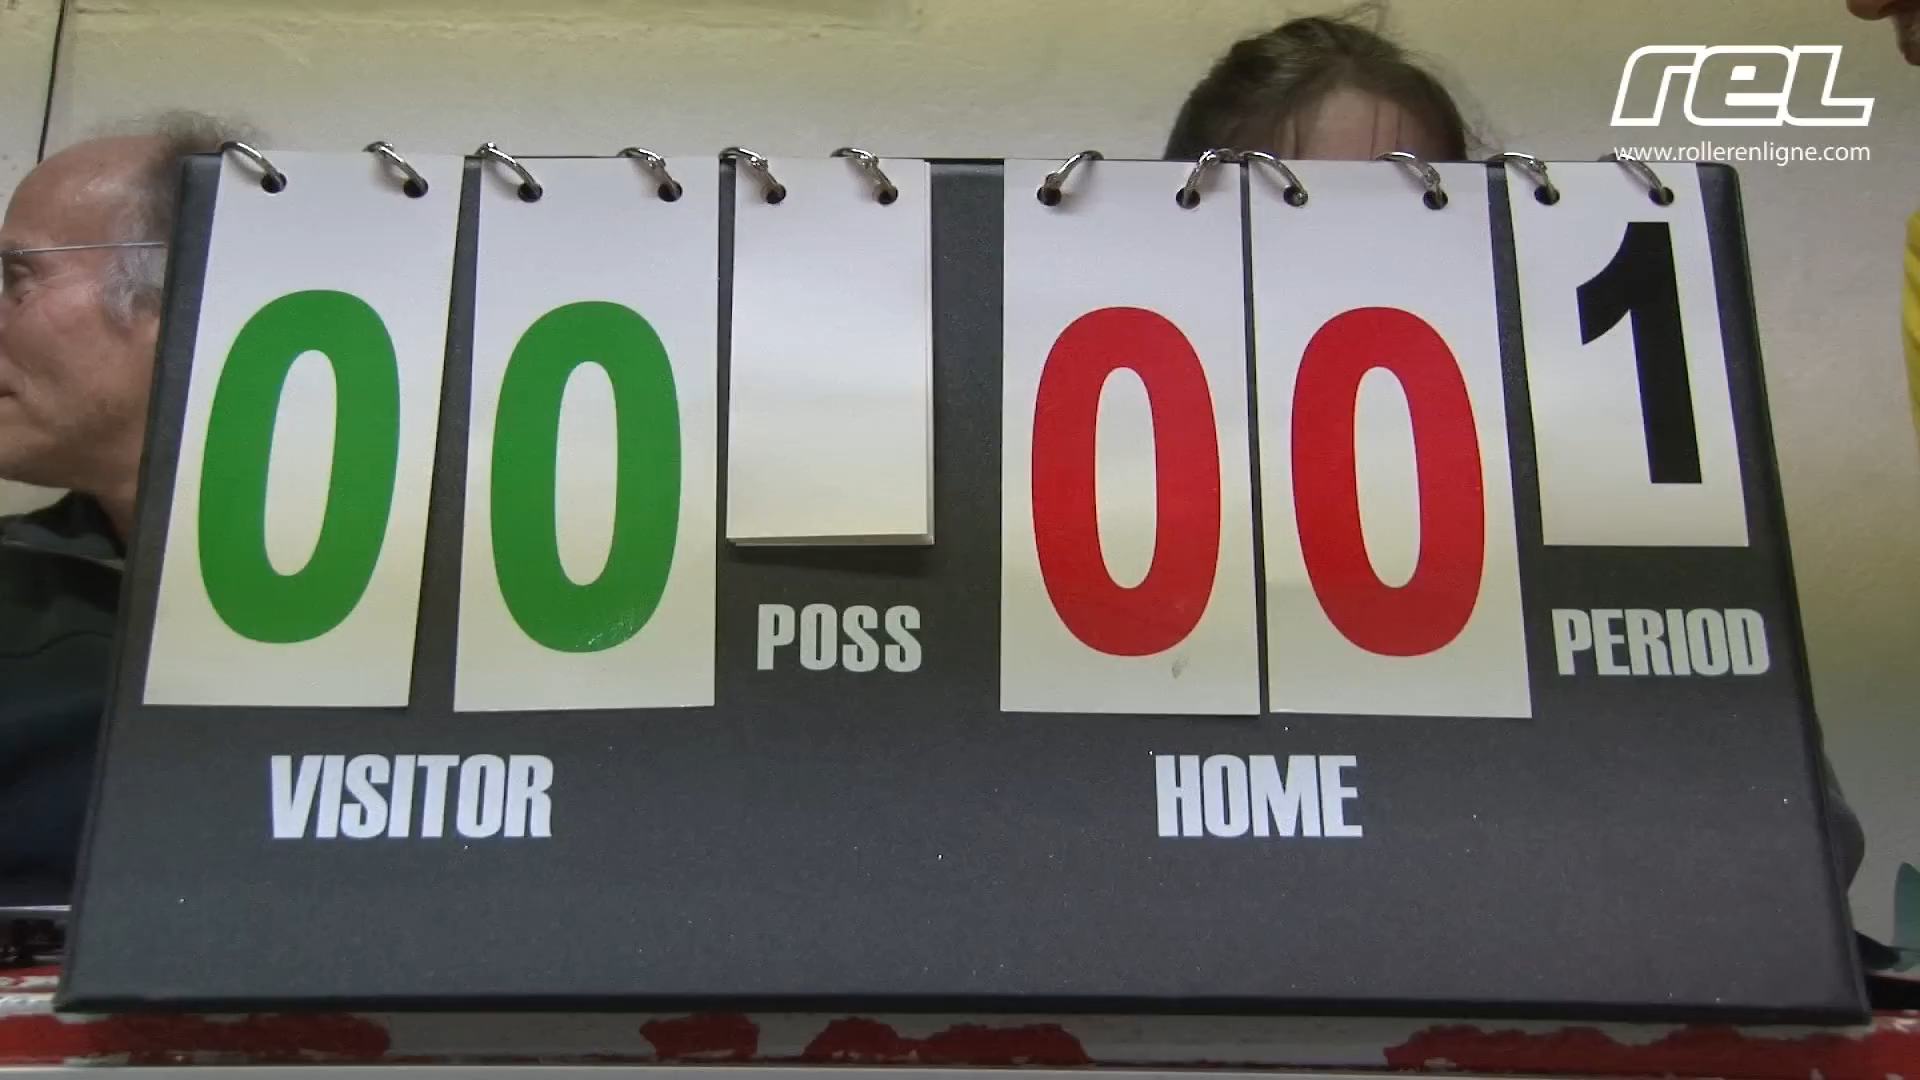 rel
www.rollerenligne.com
00 00 1
POSS PERIOD
VISITOR HOME